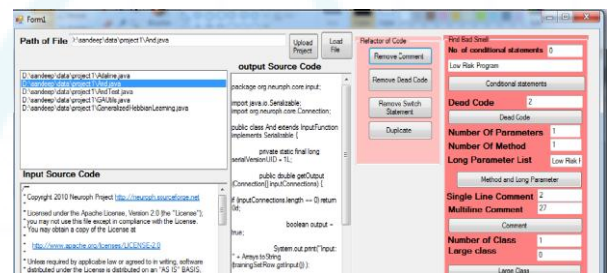 Form1
Path of File
D:\sandeep\data\project1\And.java
Upload Project
Load File
D:\sandeep\data\project1\Adaline.java
D:\sandeep\data\project1\And.java
D:\sandeep\data\project1\AndTest.java
D:\sandeep\data\project1\GAUtils.java
D:\sandeep\data\project1\GeneralizedHebbianLearning.java
Input Source Code
/**
* Copyright 2010 Neuroph Project http://neuroph.sourceforge.net
*
* Licensed under the Apache License, Version 2.0 (the "License");
* you may not use this file except in compliance with the License.
* You may obtain a copy of the License at
*
* http://www.apache.org/licenses/LICENSE-2.0
*
* Unless required by applicable law or agreed to in writing, software
* distributed under the License is distributed on an "AS IS" BASIS,
output Source Code
package org.neuroph.core.input;
import java.io.Serializable;
import org.neuroph.core.Connection;
public class And extends InputFunction
implements Serializable {
private static final long
serialVersionUID = 1L;
public double getOutput
(Connection[] inputConnections) {
if (inputConnections.length == 0) return
0d;
boolean output =
true;
System.out.print("Input:
" + Arrays.toString
(trainingSetRow.getInput()));
Refactor of Code
Remove Comment
Remove Dead Code
Remove Switch
Statement
Duplicate
Find Bad Smell
No. of conditional statements 0
Low Risk Program
Conditional statements
Dead Code 2
Dead Code
Number Of Parameters 1
Number Of Method 1
Long Parameter List Low Risk
Method and Long Parameter
Single Line Comment 2
Multiline Comment 27
Comment
Number of Class 1
Large class 0
Large Class